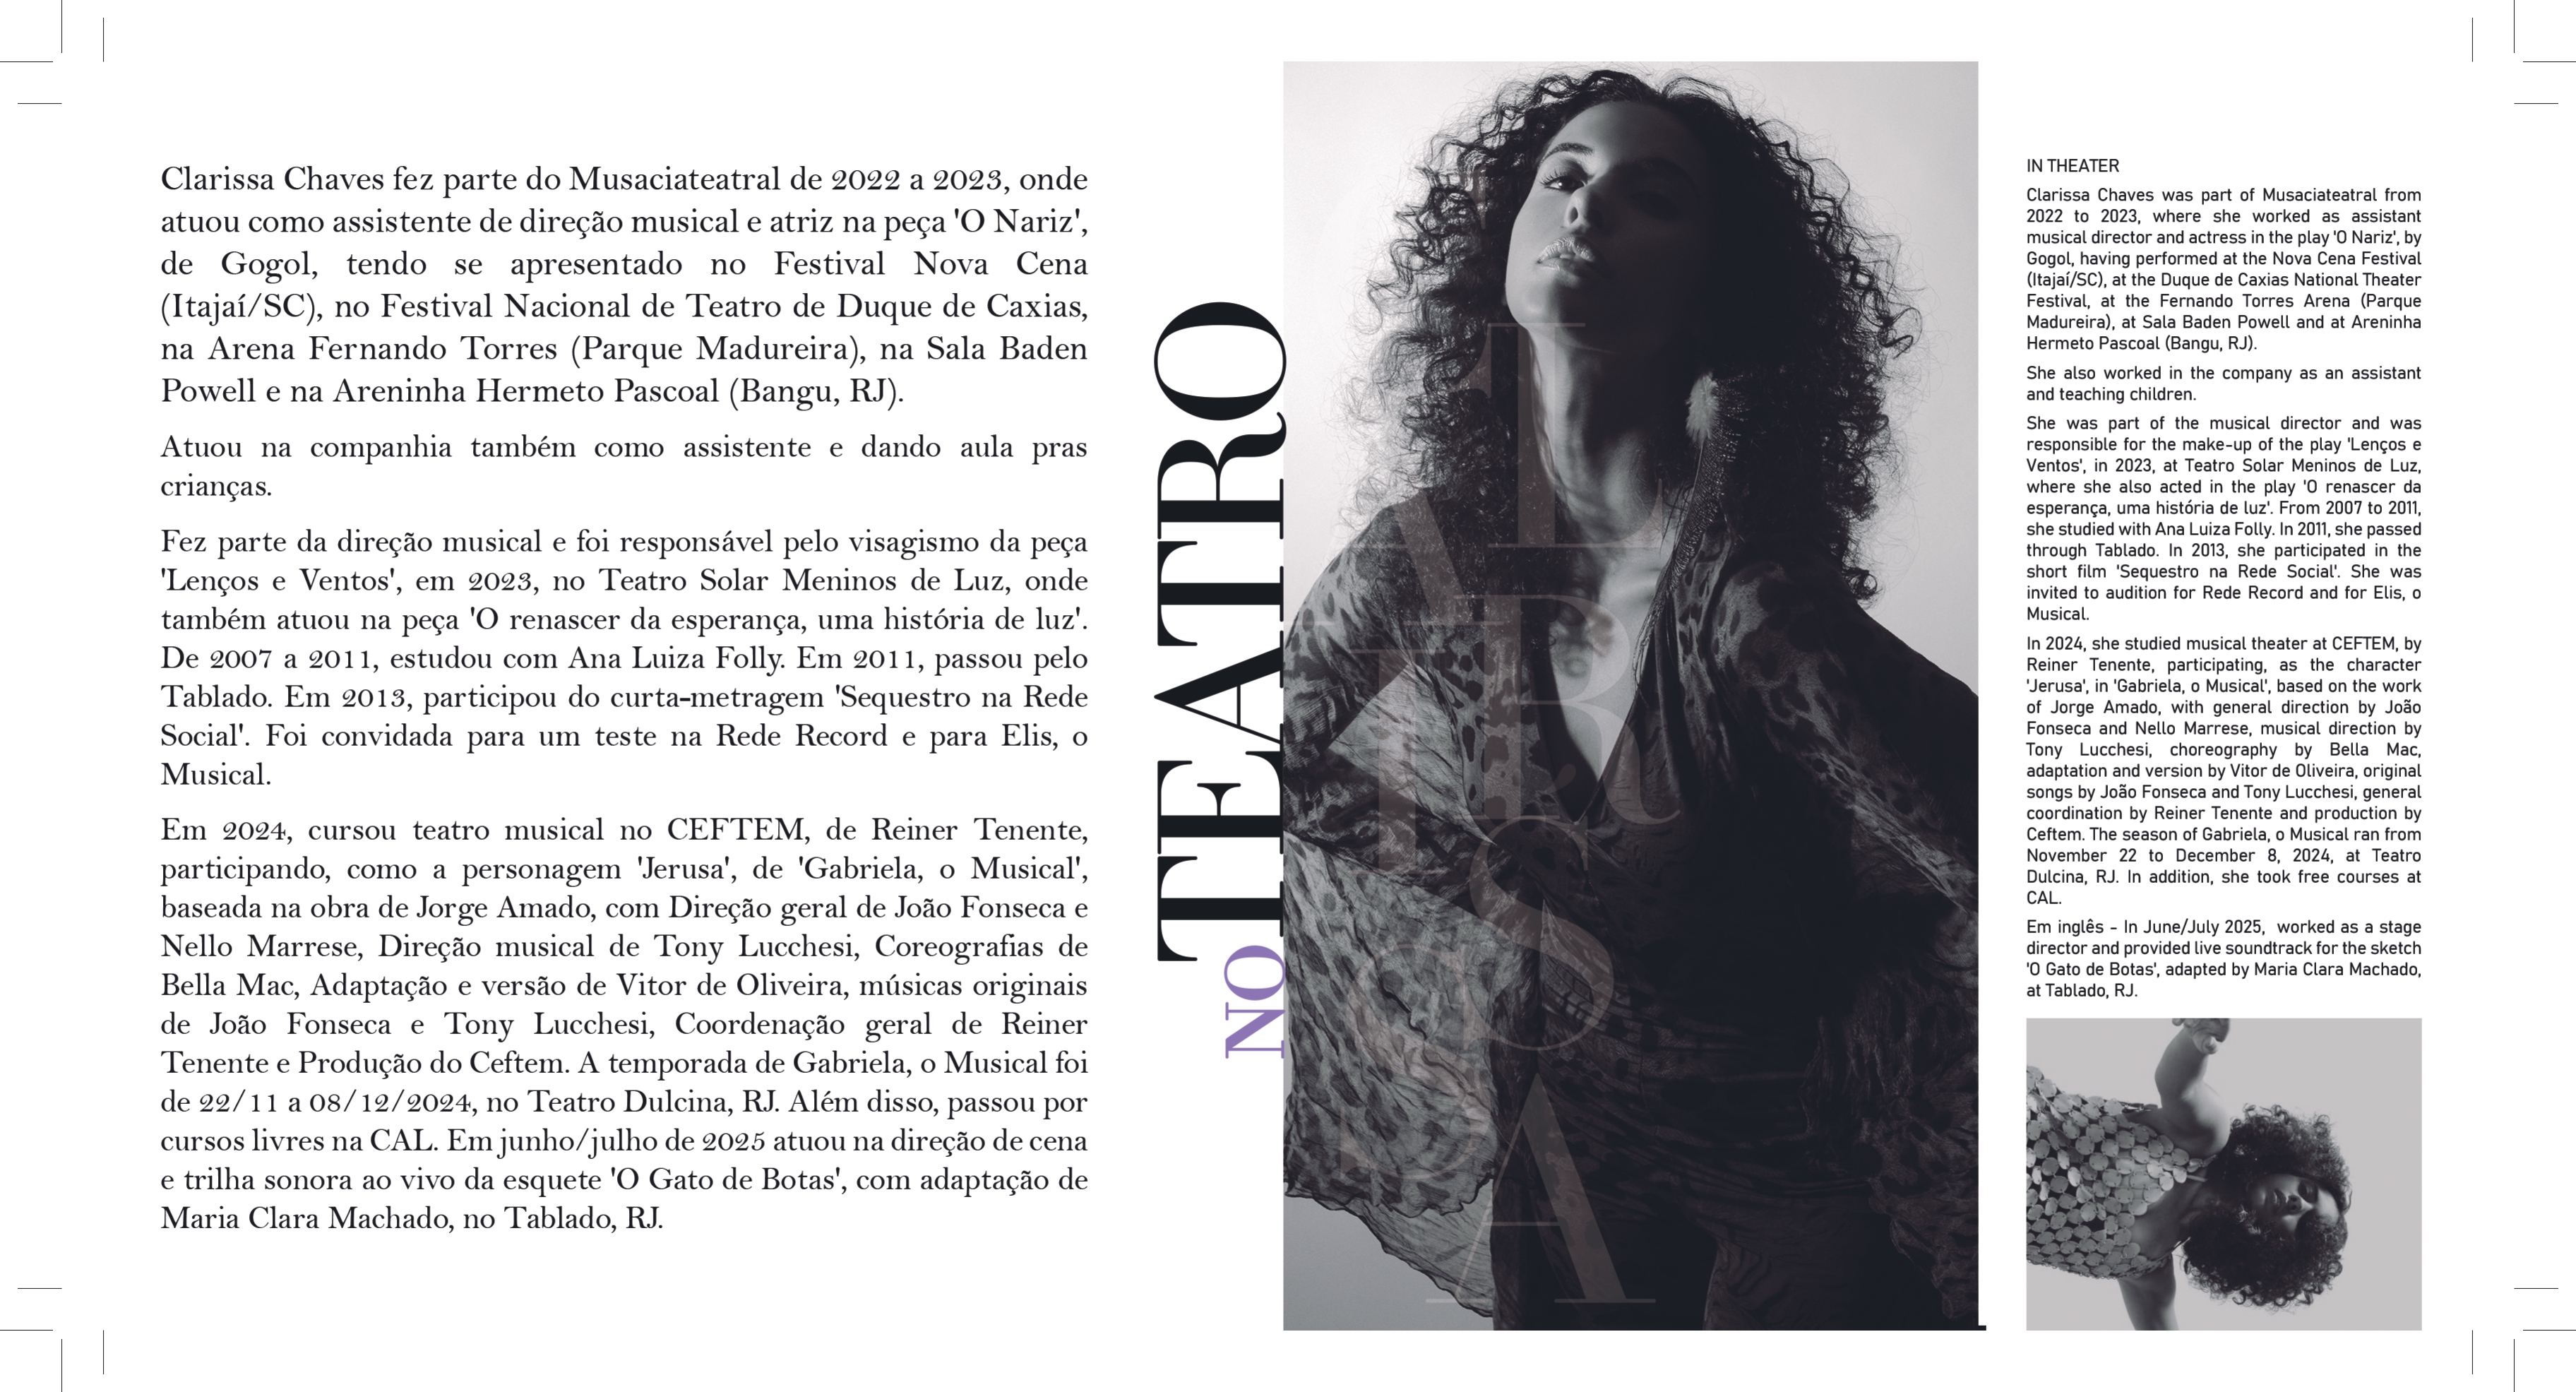 Clarissa Chaves fez parte do Musaciateatral de 2022 a 2023, onde
atuou como assistente de direção musical e atriz na peça 'O Nariz',
de Gogol, tendo se apresentado no Festival Nova Cena
(Itajaí/SC), no Festival Nacional de Teatro de Duque de Caxias,
na Arena Fernando Torres (Parque Madureira), na Sala Baden
Powell e na Areninha Hermeto Pascoal (Bangu, RJ).
Atuou na companhia também como assistente e dando aula pras
crianças.
Fez parte da direção musical e foi responsável pelo visagismo da peça
'Lenços e Ventos', em 2023, no Teatro Solar Meninos de Luz, onde
também atuou na peça 'O renascer da esperança, uma história de luz'.
De 2007 a 2011, estudou com Ana Luiza Folly. Em 2011, passou pelo
Tablado. Em 2013, participou do curta-metragem 'Sequestro na Rede
Social'. Foi convidada para um teste na Rede Record e para Elis, o
Musical.
Em 2024, cursou teatro musical no CEFTEM, de Reiner Tenente,
participando, como a personagem 'Jerusa', de 'Gabriela, o Musical',
baseada na obra de Jorge Amado, com Direção geral de João Fonseca e
Nello Marrese, Direção musical de Tony Lucchesi, Coreografias de
Bella Mac, Adaptação e versão de Vitor de Oliveira, músicas originais
de João Fonseca e Tony Lucchesi, Coordenação geral de Reiner
Tenente e Produção do Ceftem. A temporada de Gabriela, o Musical foi
de 22/11 a 08/12/2024, no Teatro Dulcina, RJ. Além disso, passou por
cursos livres na CAL. Em junho/julho de 2025 atuou na direção de cena
e trilha sonora ao vivo da esquete 'O Gato de Botas', com adaptação de
Maria Clara Machado, no Tablado, RJ.
NO TEATRO
IN THEATER
Clarissa Chaves was part of Musaciateatral from
2022 to 2023, where she worked as assistant
musical director and actress in the play 'O Nariz', by
Gogol, having performed at the Nova Cena Festival
(Itajaí/SC), at the Duque de Caxias National Theater
Festival, at the Fernando Torres Arena (Parque
Madureira), at Sala Baden Powell and at Areninha
Hermeto Pascoal (Bangu, RJ).
She also worked in the company as an assistant
and teaching children.
She was part of the musical director and was
responsible for the make-up of the play 'Lenços e
Ventos', in 2023, at Teatro Solar Meninos de Luz,
where she also acted in the play 'O renascer da
esperança, uma história de luz'. From 2007 to 2011,
she studied with Ana Luiza Folly. In 2011, she passed
through Tablado. In 2013, she participated in the
short film 'Sequestro na Rede Social'. She was
invited to audition for Rede Record and for Elis, o
Musical.
In 2024, she studied musical theater at CEFTEM, by
Reiner Tenente, participating, as the character
'Jerusa', in 'Gabriela, o Musical', based on the work
of Jorge Amado, with general direction by João
Fonseca and Nello Marrese, musical direction by
Tony Lucchesi, choreography by Bella Mac,
adaptation and version by Vitor de Oliveira, original
songs by João Fonseca and Tony Lucchesi, general
coordination by Reiner Tenente and production by
Ceftem. The season of Gabriela, o Musical ran from
November 22 to December 8, 2024, at Teatro
Dulcina, RJ. In addition, she took free courses at
CAL.
Em inglês - In June/July 2025, worked as a stage
director and provided live soundtrack for the sketch
'O Gato de Botas', adapted by Maria Clara Machado,
at Tablado, RJ.